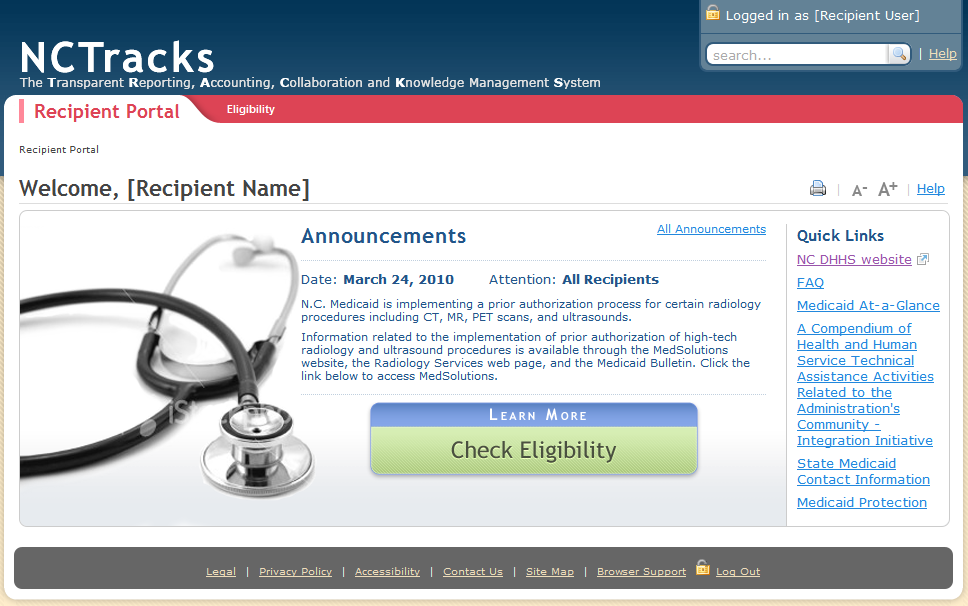 Logged in as [Recipient User]
NCTracks
search...
| Help
The Transparent Reporting, Accounting, Collaboration and Knowledge Management System
Recipient Portal
Eligibility
Recipient Portal
Welcome, [Recipient Name]
| A- A+ | Help
Announcements
All Announcements
Date: March 24, 2010 Attention: All Recipients
N.C. Medicaid is implementing a prior authorization process for certain radiology
procedures including CT, MR, PET scans, and ultrasounds.
Information related to the implementation of prior authorization of high-tech
radiology and ultrasound procedures is available through the MedSolutions
website, the Radiology Services web page, and the Medicaid Bulletin. Click the
link below to access MedSolutions.
Learn More
Check Eligibility
Quick Links
NC DHHS website
FAQ
Medicaid At-a-Glance
A Compendium of
Health and Human
Service Technical
Assistance Activities
Related to the
Administration's
Community -
Integration Initiative
State Medicaid
Contact Information
Medicaid Protection
Legal | Privacy Policy | Accessibility | Contact Us | Site Map | Browser Support Log Out